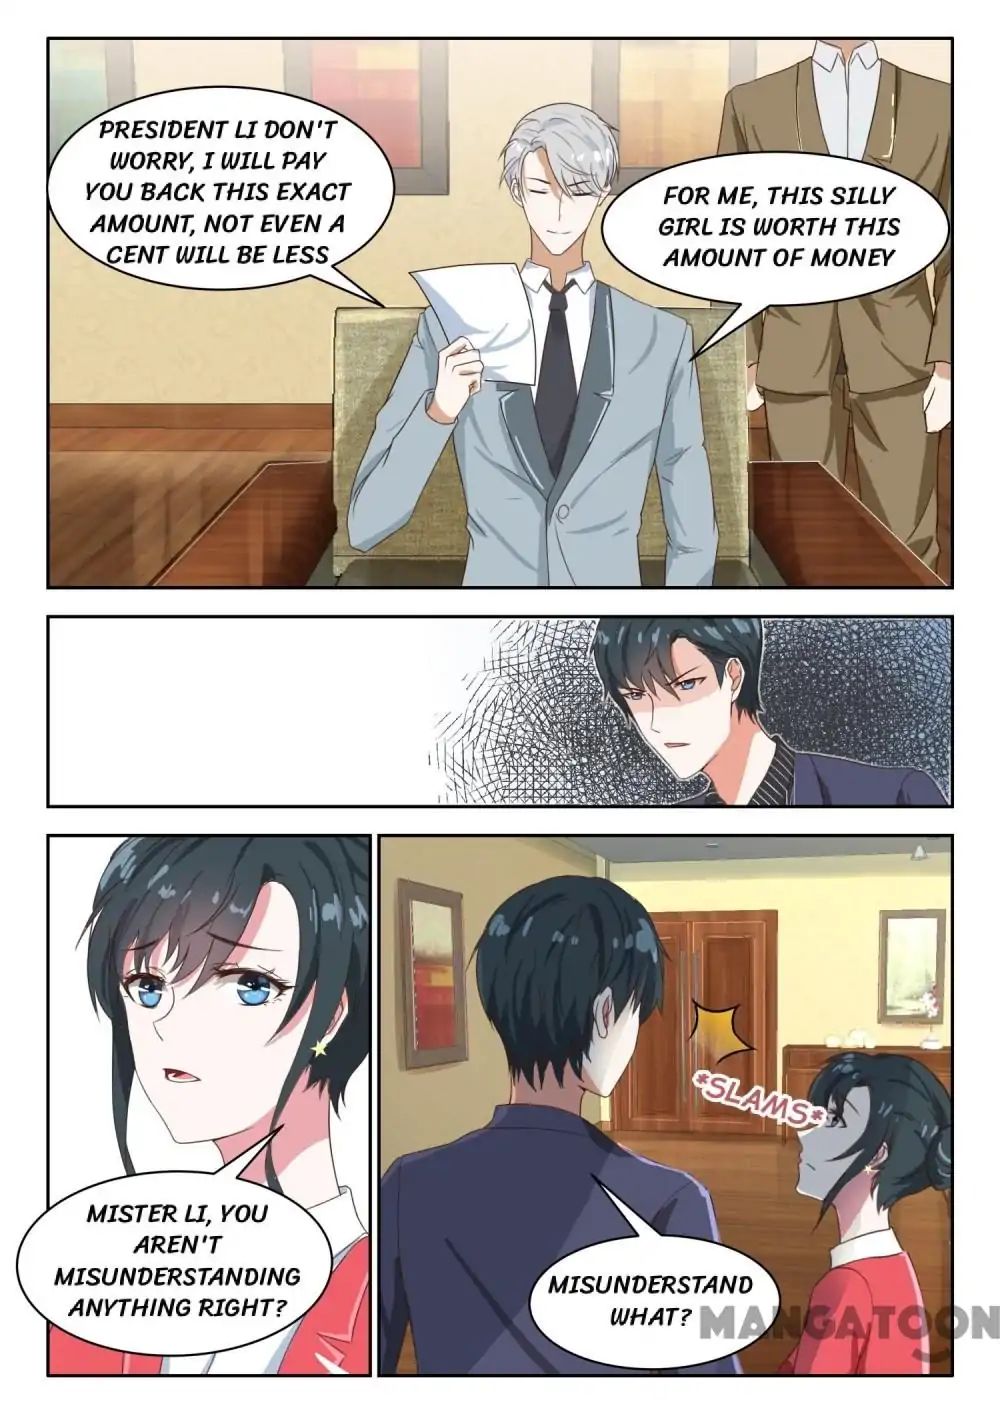 PRESIDENT LI DON'T
WORRY, I WILL PAY
YOU BACK THIS EXACT
AMOUNT, NOT EVEN A
CENT WILL BE LESS
FOR ME, THIS SILLY
GIRL IS WORTH THIS
AMOUNT OF MONEY
MISTER LI, YOU
AREN'T
MISUNDERSTANDING
ANYTHING RIGHT?
*SLAMS*
MISUNDERSTAND
WHAT?
MANGATOON